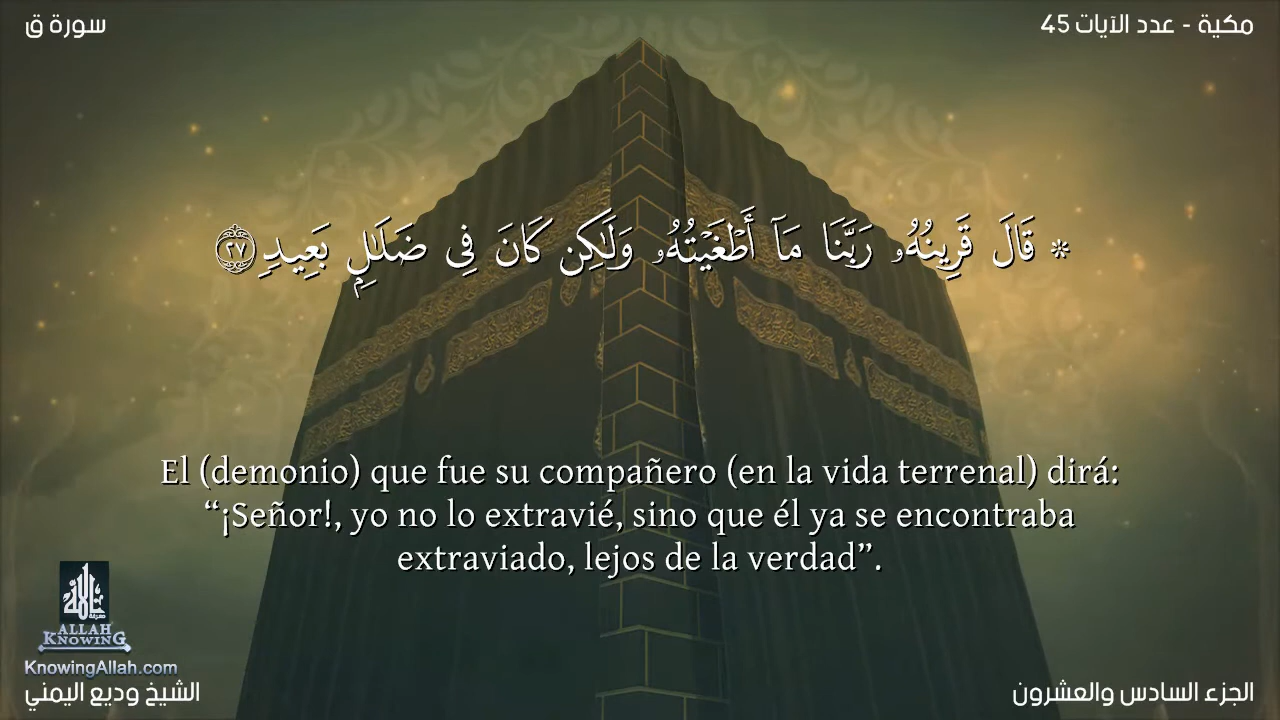 سورة ق
مكية - عدد الآيات 45
۞ قَالَ قَرِينُهُۥ رَبَّنَا مَآ أَطْغَيْتُهُۥ وَلَـٰكِن كَانَ فِى ضَلَـٰلٍۭ بَعِيدٍ ٢٧
El (demonio) que fue su compañero (en la vida terrenal) dirá:
“¡Señor!, yo no lo extravié, sino que él ya se encontraba
extraviado, lejos de la verdad”.
ALLAH
KNOWING
KnowingAllah.com
الشيخ وديع اليمني
الجزء السادس والعشرون